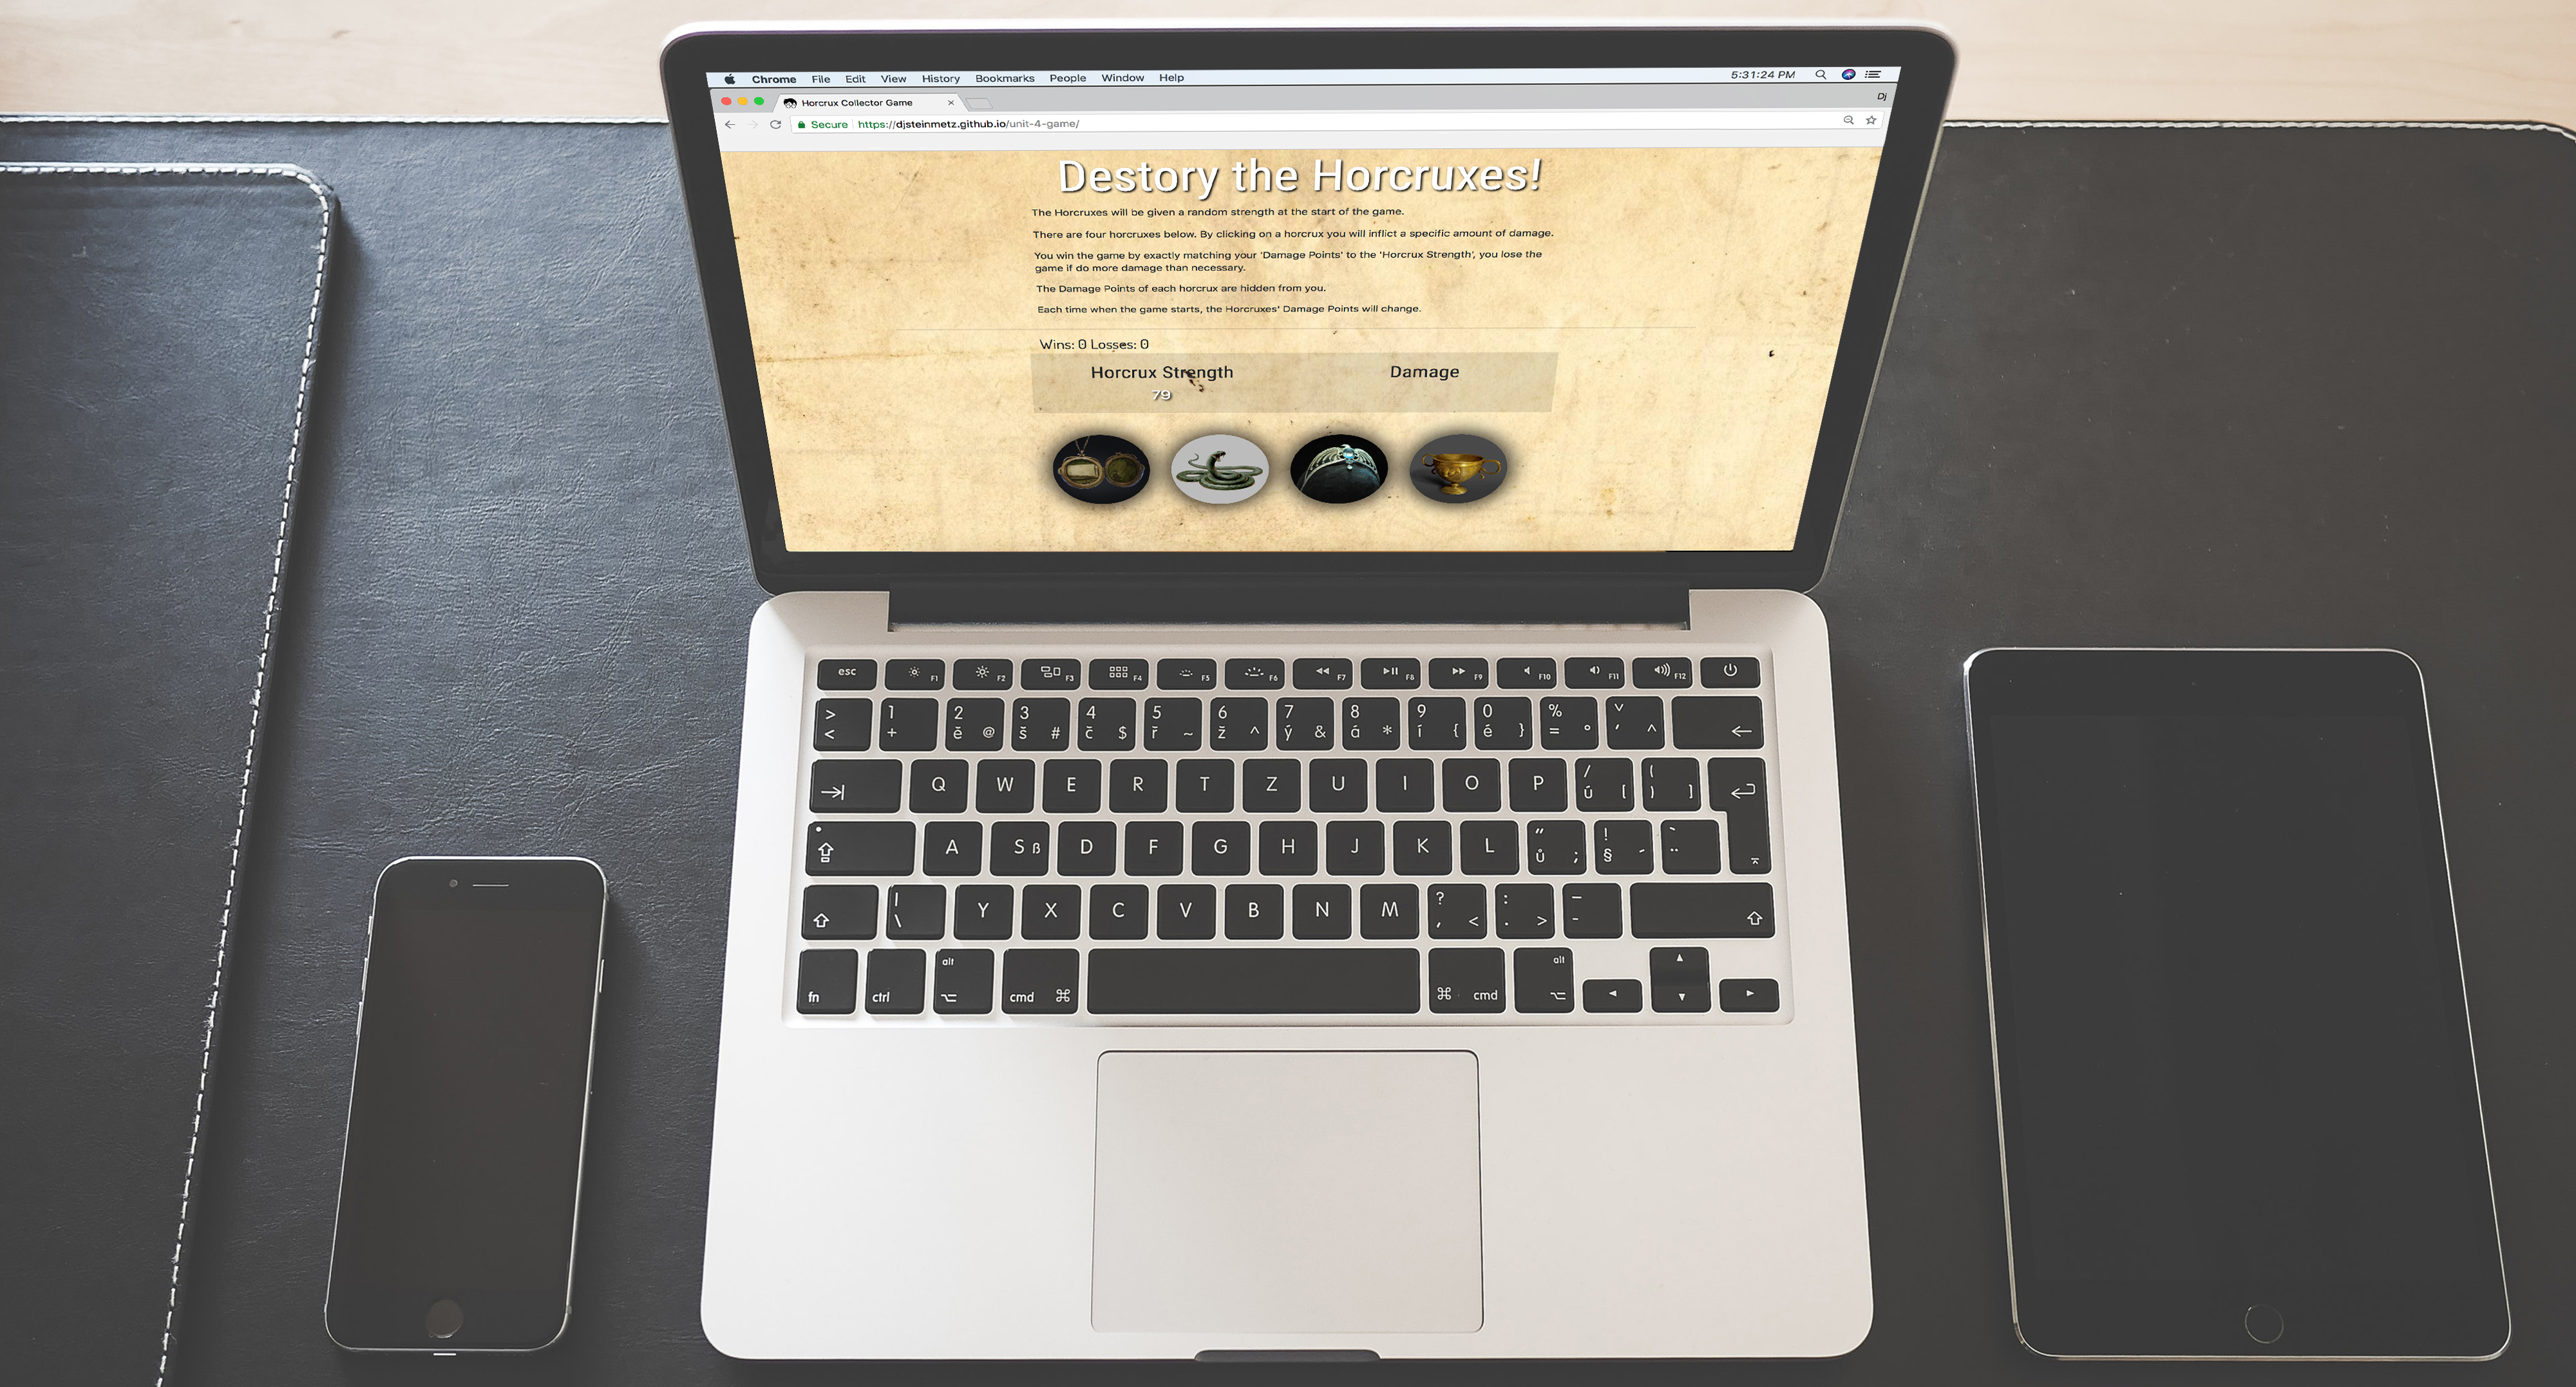 Chrome File Edit View History Bookmarks People Window Help 5:31:24 PM
Horcrux Collector Game × Dj
Secure https://djsteinmetz.github.io/unit-4-game/
Destory the Horcruxes!
The Horcruxes will be given a random strength at the start of the game.
There are four horcruxes below. By clicking on a horcrux you will inflict a specific amount of damage.
You win the game by exactly matching your 'Damage Points' to the 'Horcrux Strength', you lose the
game if do more damage than necessary.
The Damage Points of each horcrux are hidden from you.
Each time when the game starts, the Horcruxes' Damage Points will change.
Wins: 0 Losses: 0
Horcrux Strength Damage
79
esc F1 F2 F3 F4 F5 F6 F7 F8 F9 F10 F11 F12
> 1 2 3 4 5 6 7 8 9 0 % ˇ
< + ě @ š # č $ ř ~ ž ^ ý & á * í { é } = ° ' ^
Q W E R T Z U I O P / (
ú [ ) ]
A S ß D F G H J K L " ! `
ů ; § ' ¨
| Y X C V B N M ? : _
\ , < . > -
alt alt
fn ctrl cmd ⌘ ⌘ cmd